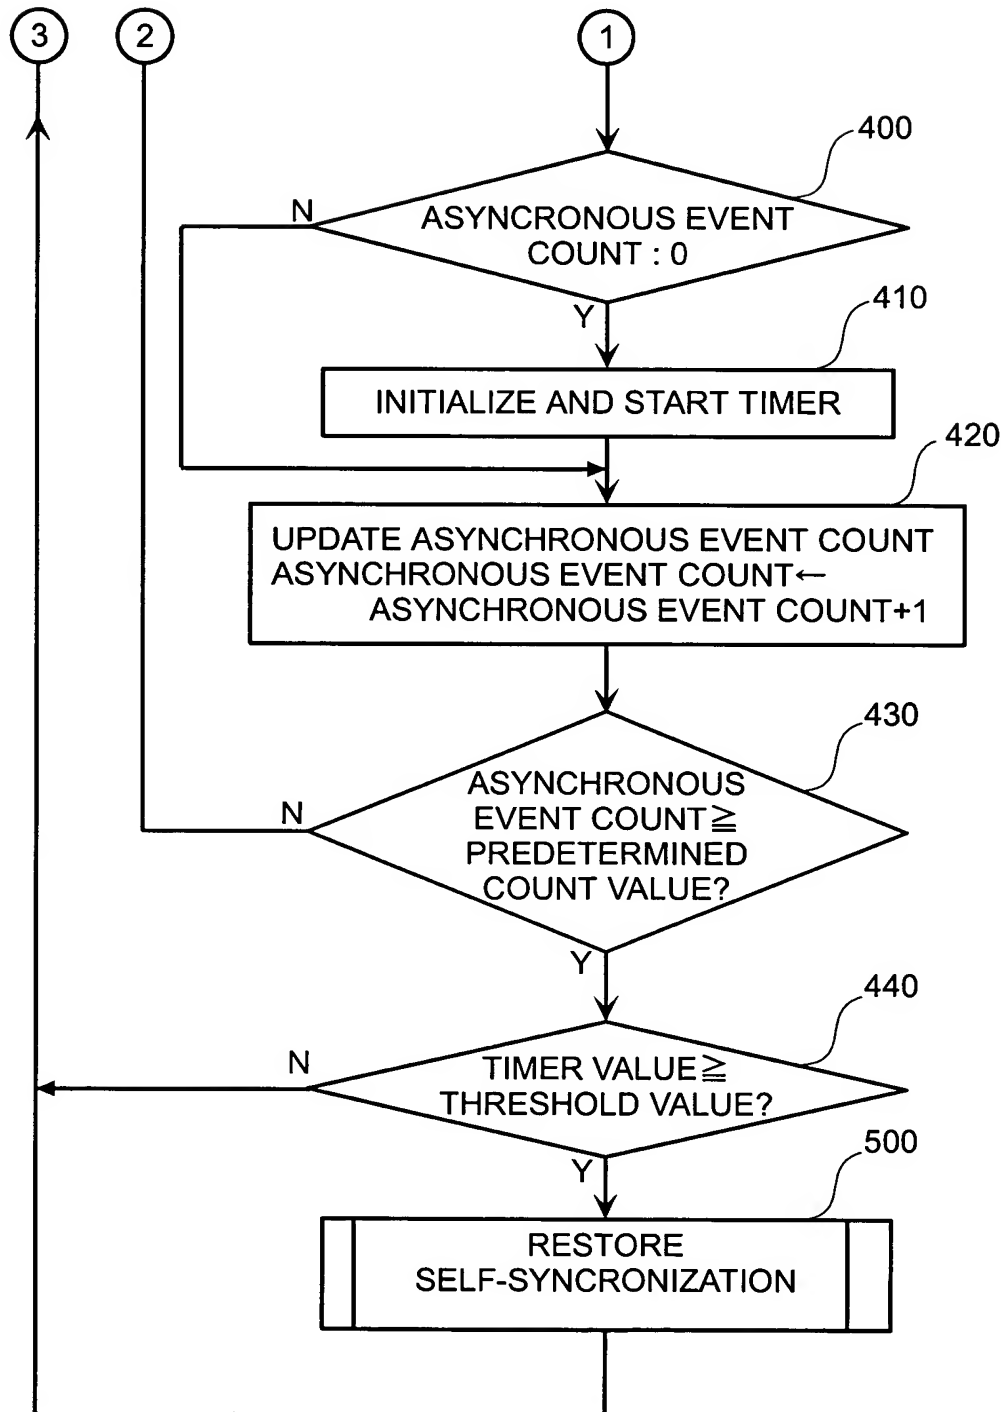 3
2
1
400
N
ASYNCRONOUS EVENT
COUNT : 0
Y
410
INITIALIZE AND START TIMER
420
UPDATE ASYNCHRONOUS EVENT COUNT
ASYNCHRONOUS EVENT COUNT←
ASYNCHRONOUS EVENT COUNT+1
430
N
ASYNCHRONOUS
EVENT COUNT≧
PREDETERMINED
COUNT VALUE?
Y
440
N
TIMER VALUE≧
THRESHOLD VALUE?
Y
500
RESTORE
SELF-SYNCRONIZATION